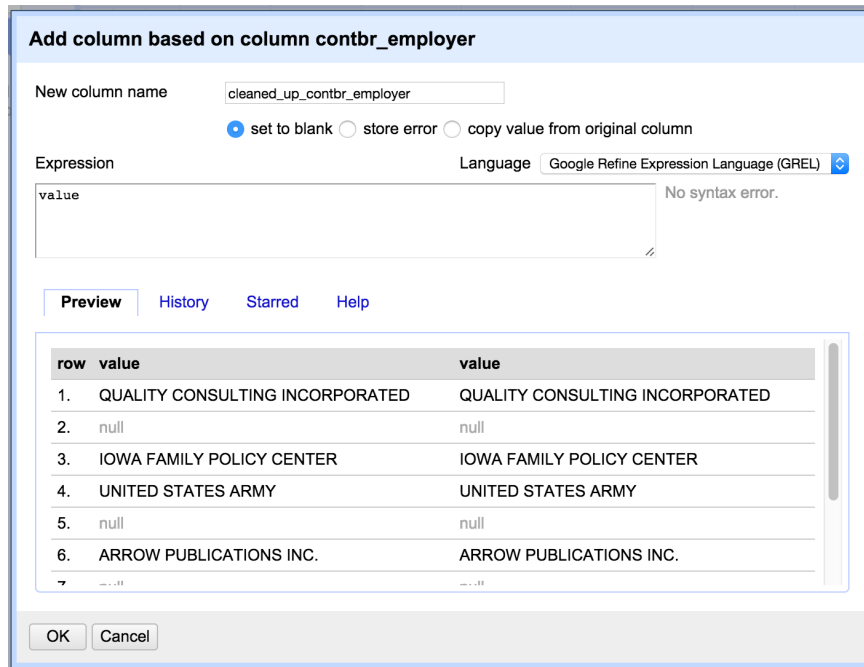 Add column based on column contbr_employer
New column name cleaned_up_contbr_employer
set to blank store error copy value from original column
Expression Language Google Refine Expression Language (GREL)
value No syntax error.
Preview History Starred Help
row value value
1. QUALITY CONSULTING INCORPORATED QUALITY CONSULTING INCORPORATED
2. null null
3. IOWA FAMILY POLICY CENTER IOWA FAMILY POLICY CENTER
4. UNITED STATES ARMY UNITED STATES ARMY
5. null null
6. ARROW PUBLICATIONS INC. ARROW PUBLICATIONS INC.
OK Cancel